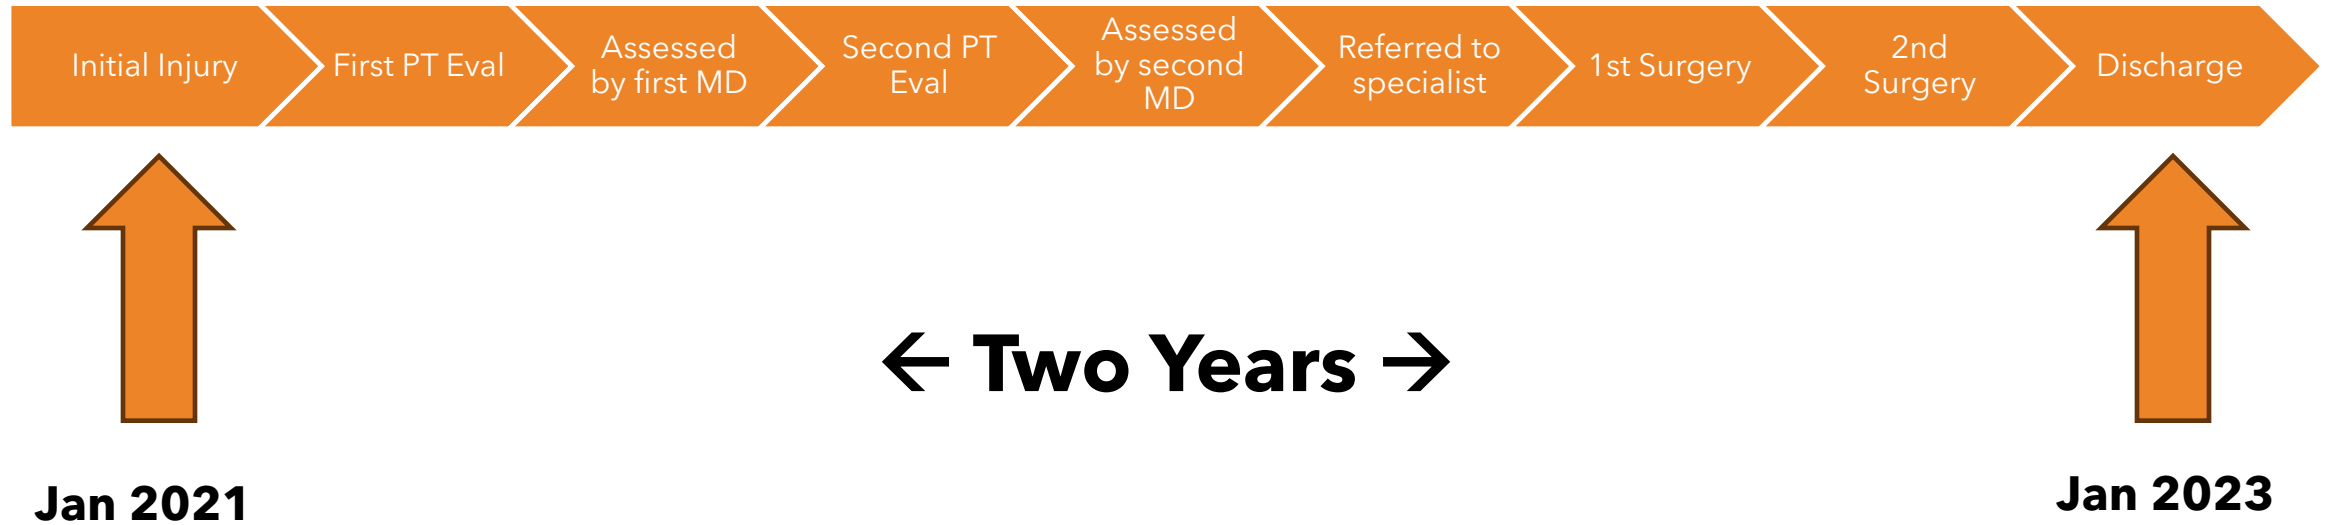 Initial Injury
First PT Eval
Assessed
by first MD
Second PT
Eval
Assessed
by second
MD
Referred to
specialist
1st Surgery
2nd
Surgery
Discharge
← Two Years →
Jan 2021
Jan 2023